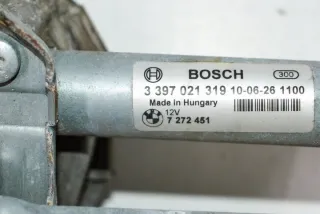 BOSCH 300
3 397 021 319 10-06-26 1100
Made in Hungary
12V
7 272 451